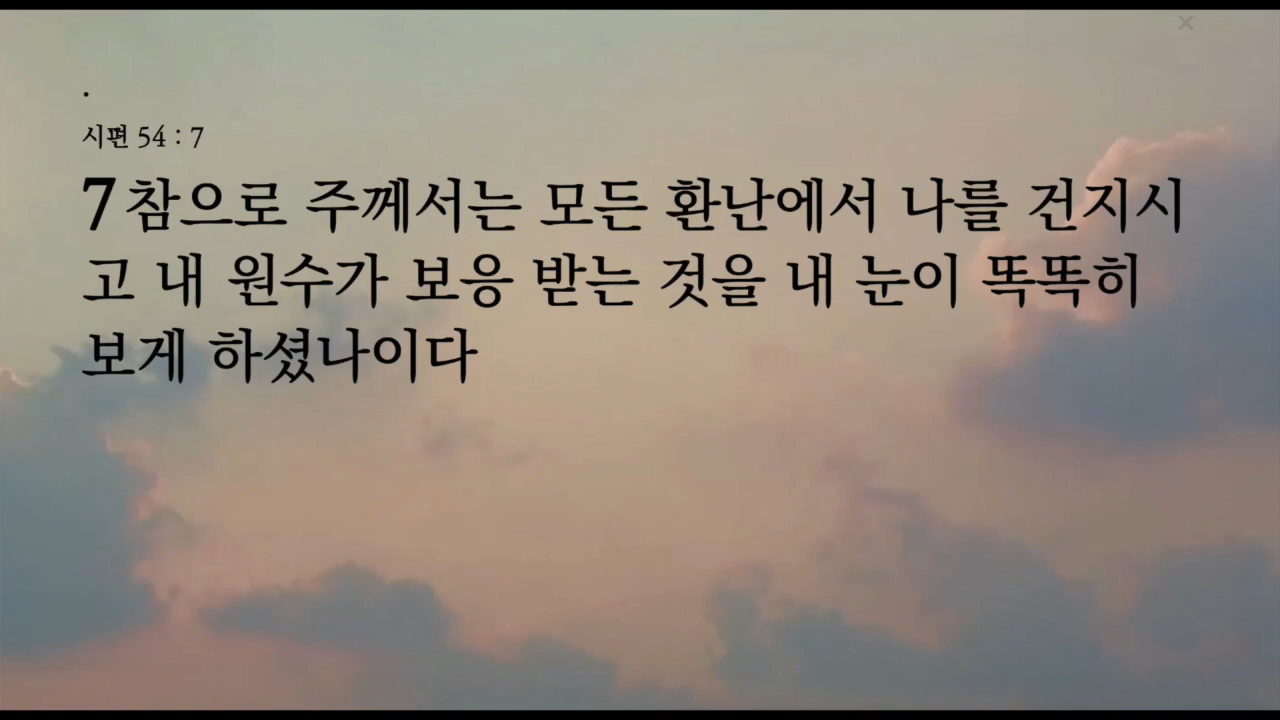 .
시편 54 : 7
7 참으로 주께서는 모든 환난에서 나를 건지시
고 내 원수가 보응 받는 것을 내 눈이 똑똑히
보게 하셨나이다